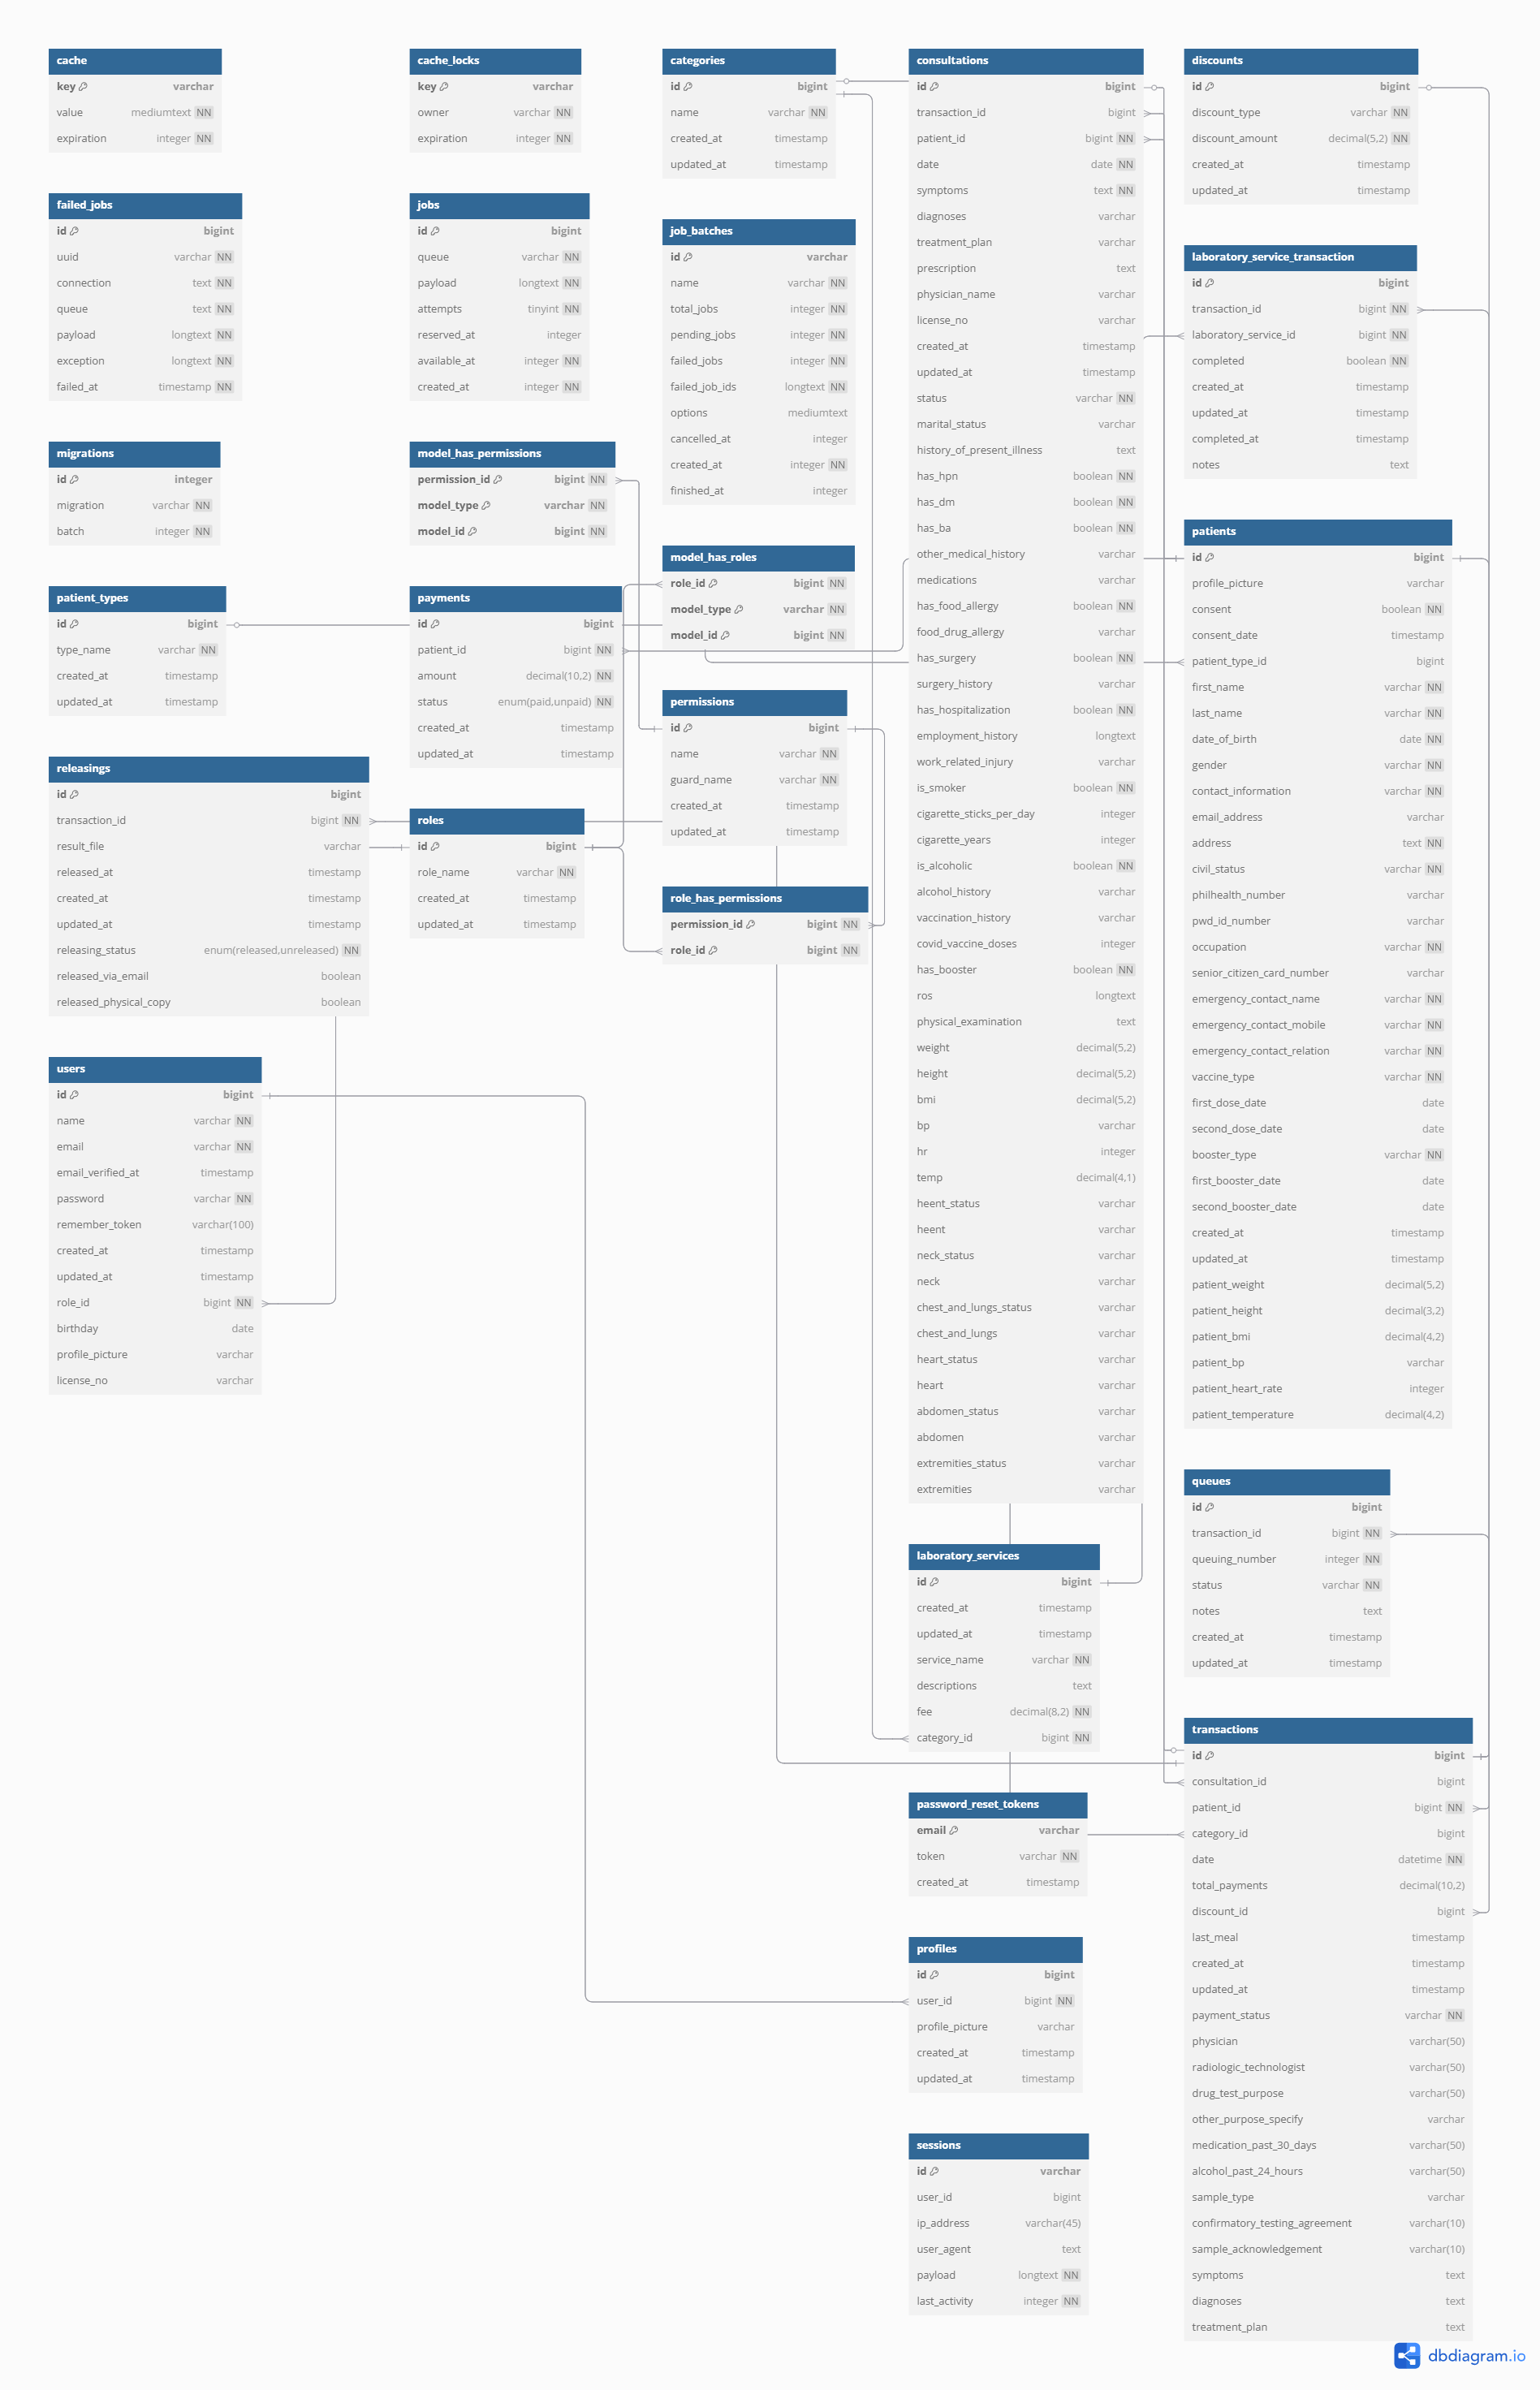 cache
key varchar
value mediumtext NN
expiration integer NN
cache_locks
key varchar
owner varchar NN
expiration integer NN
categories
id bigint
name varchar NN
created_at timestamp
updated_at timestamp
consultations
id bigint
transaction_id bigint
patient_id bigint NN
date date NN
symptoms text NN
diagnoses varchar
treatment_plan varchar
prescription text
physician_name varchar
license_no varchar
created_at timestamp
updated_at timestamp
status varchar NN
marital_status varchar
history_of_present_illness text
has_hpn boolean NN
has_dm boolean NN
has_ba boolean NN
other_medical_history varchar
medications varchar
has_food_allergy boolean NN
food_drug_allergy varchar
has_surgery boolean NN
surgery_history varchar
has_hospitalization boolean NN
employment_history longtext
work_related_injury varchar
is_smoker boolean NN
cigarette_sticks_per_day integer
cigarette_years integer
is_alcoholic boolean NN
alcohol_history varchar
vaccination_history varchar
covid_vaccine_doses integer
has_booster boolean NN
ros longtext
physical_examination text
weight decimal(5,2)
height decimal(5,2)
bmi decimal(5,2)
bp varchar
hr integer
temp decimal(4,1)
heent_status varchar
heent varchar
neck_status varchar
neck varchar
chest_and_lungs_status varchar
chest_and_lungs varchar
heart_status varchar
heart varchar
abdomen_status varchar
abdomen varchar
extremities_status varchar
extremities varchar
discounts
id bigint
discount_type varchar NN
discount_amount decimal(5,2) NN
created_at timestamp
updated_at timestamp
failed_jobs
id bigint
uuid varchar NN
connection text NN
queue text NN
payload longtext NN
exception longtext NN
failed_at timestamp NN
jobs
id bigint
queue varchar NN
payload longtext NN
attempts tinyint NN
reserved_at integer
available_at integer NN
created_at integer NN
job_batches
id varchar
name varchar NN
total_jobs integer NN
pending_jobs integer NN
failed_jobs integer NN
failed_job_ids longtext NN
options mediumtext
cancelled_at integer
created_at integer NN
finished_at integer
laboratory_service_transaction
id bigint
transaction_id bigint NN
laboratory_service_id bigint NN
completed boolean NN
created_at timestamp
updated_at timestamp
completed_at timestamp
notes text
migrations
id integer
migration varchar NN
batch integer NN
model_has_permissions
permission_id bigint NN
model_type varchar NN
model_id bigint NN
model_has_roles
role_id bigint NN
model_type varchar NN
model_id bigint NN
patients
id bigint
profile_picture varchar
consent boolean NN
consent_date timestamp
patient_type_id bigint
first_name varchar NN
last_name varchar NN
date_of_birth date NN
gender varchar NN
contact_information varchar NN
email_address varchar
address text NN
civil_status varchar NN
philhealth_number varchar
pwd_id_number varchar
occupation varchar NN
senior_citizen_card_number varchar
emergency_contact_name varchar NN
emergency_contact_mobile varchar NN
emergency_contact_relation varchar NN
vaccine_type varchar NN
first_dose_date date
second_dose_date date
booster_type varchar NN
first_booster_date date
second_booster_date date
created_at timestamp
updated_at timestamp
patient_weight decimal(5,2)
patient_height decimal(3,2)
patient_bmi decimal(4,2)
patient_bp varchar
patient_heart_rate integer
patient_temperature decimal(4,2)
patient_types
id bigint
type_name varchar NN
created_at timestamp
updated_at timestamp
payments
id bigint
patient_id bigint NN
amount decimal(10,2) NN
status enum(paid,unpaid) NN
created_at timestamp
updated_at timestamp
permissions
id bigint
name varchar NN
guard_name varchar NN
created_at timestamp
updated_at timestamp
releasings
id bigint
transaction_id bigint NN
result_file varchar
released_at timestamp
created_at timestamp
updated_at timestamp
releasing_status enum(released,unreleased) NN
released_via_email boolean
released_physical_copy boolean
roles
id bigint
role_name varchar NN
created_at timestamp
updated_at timestamp
role_has_permissions
permission_id bigint NN
role_id bigint NN
users
id bigint
name varchar NN
email varchar NN
email_verified_at timestamp
password varchar NN
remember_token varchar(100)
created_at timestamp
updated_at timestamp
role_id bigint NN
birthday date
profile_picture varchar
license_no varchar
queues
id bigint
transaction_id bigint NN
queuing_number integer NN
status varchar NN
notes text
created_at timestamp
updated_at timestamp
laboratory_services
id bigint
created_at timestamp
updated_at timestamp
service_name varchar NN
descriptions text
fee decimal(8,2) NN
category_id bigint NN
transactions
id bigint
consultation_id bigint
patient_id bigint NN
category_id bigint
date datetime NN
total_payments decimal(10,2)
discount_id bigint
last_meal timestamp
created_at timestamp
updated_at timestamp
payment_status varchar NN
physician varchar(50)
radiologic_technologist varchar(50)
drug_test_purpose varchar(50)
other_purpose_specify varchar
medication_past_30_days varchar(50)
alcohol_past_24_hours varchar(50)
sample_type varchar
confirmatory_testing_agreement varchar(10)
sample_acknowledgement varchar(10)
symptoms text
diagnoses text
treatment_plan text
password_reset_tokens
email varchar
token varchar NN
created_at timestamp
profiles
id bigint
user_id bigint NN
profile_picture varchar
created_at timestamp
updated_at timestamp
sessions
id varchar
user_id bigint
ip_address varchar(45)
user_agent text
payload longtext NN
last_activity integer NN
dbdiagram.io